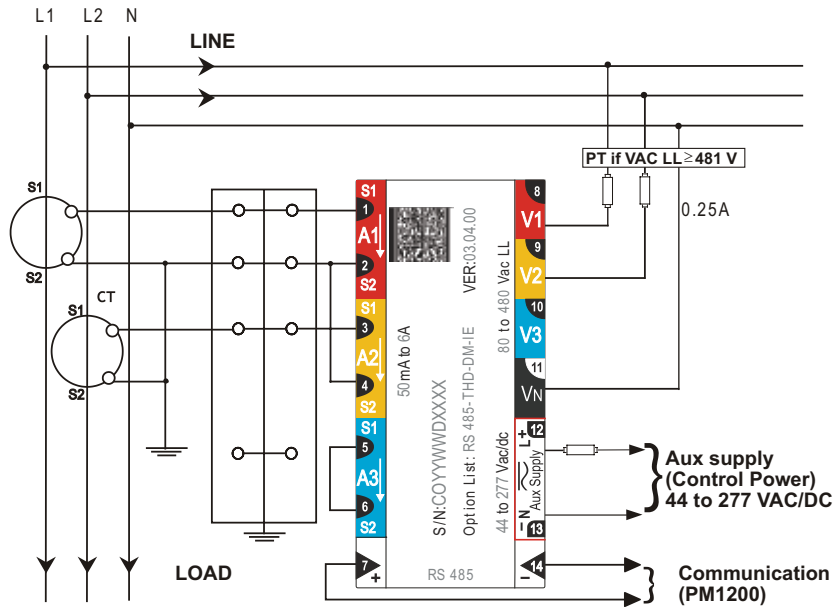 L1 L2 N
LINE
PT if VAC LL≥481 V
0.25A
S1
S2
CT
S1
S2
S1
1
A1
2
S2
S1
3
A2
4
S2
S1
5
A3
6
S2
7
+
50mA to 6A
S/N:COYYWWDXXXX
Option List: RS 485-THD-DM-IE
VER:03.04.00
80 to 480 Vac LL
44 to 277 Vac/dc
RS 485
8
V1
9
V2
10
V3
11
VN
12
L+
Aux Supply
– N
13
14
–
Aux supply
(Control Power)
44 to 277 VAC/DC
LOAD
Communication
(PM1200)